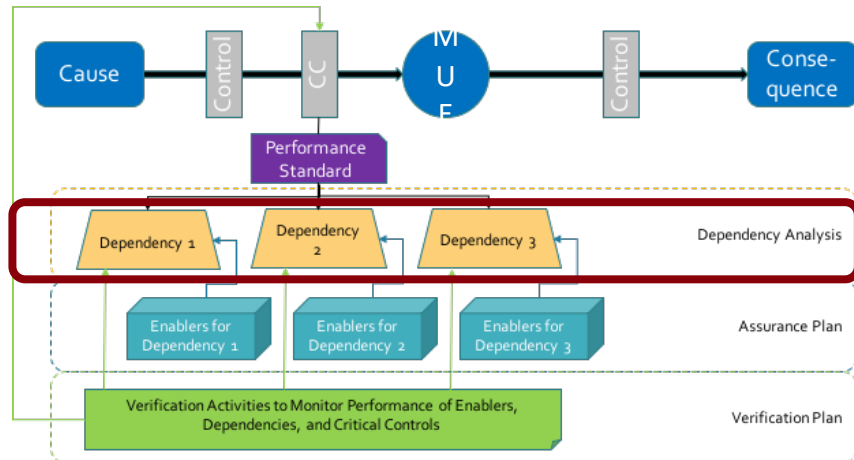 Cause
Control
CC
M
U
Control
Conse-
quence
Performance
Standard
Dependency 1
Dependency
2
Dependency 3
Dependency Analysis
Enablers for
Dependency 1
Enablers for
Dependency 2
Enablers for
Dependency 3
Assurance Plan
Verification Activities to Monitor Performance of Enablers,
Dependencies, and Critical Controls
Verification Plan